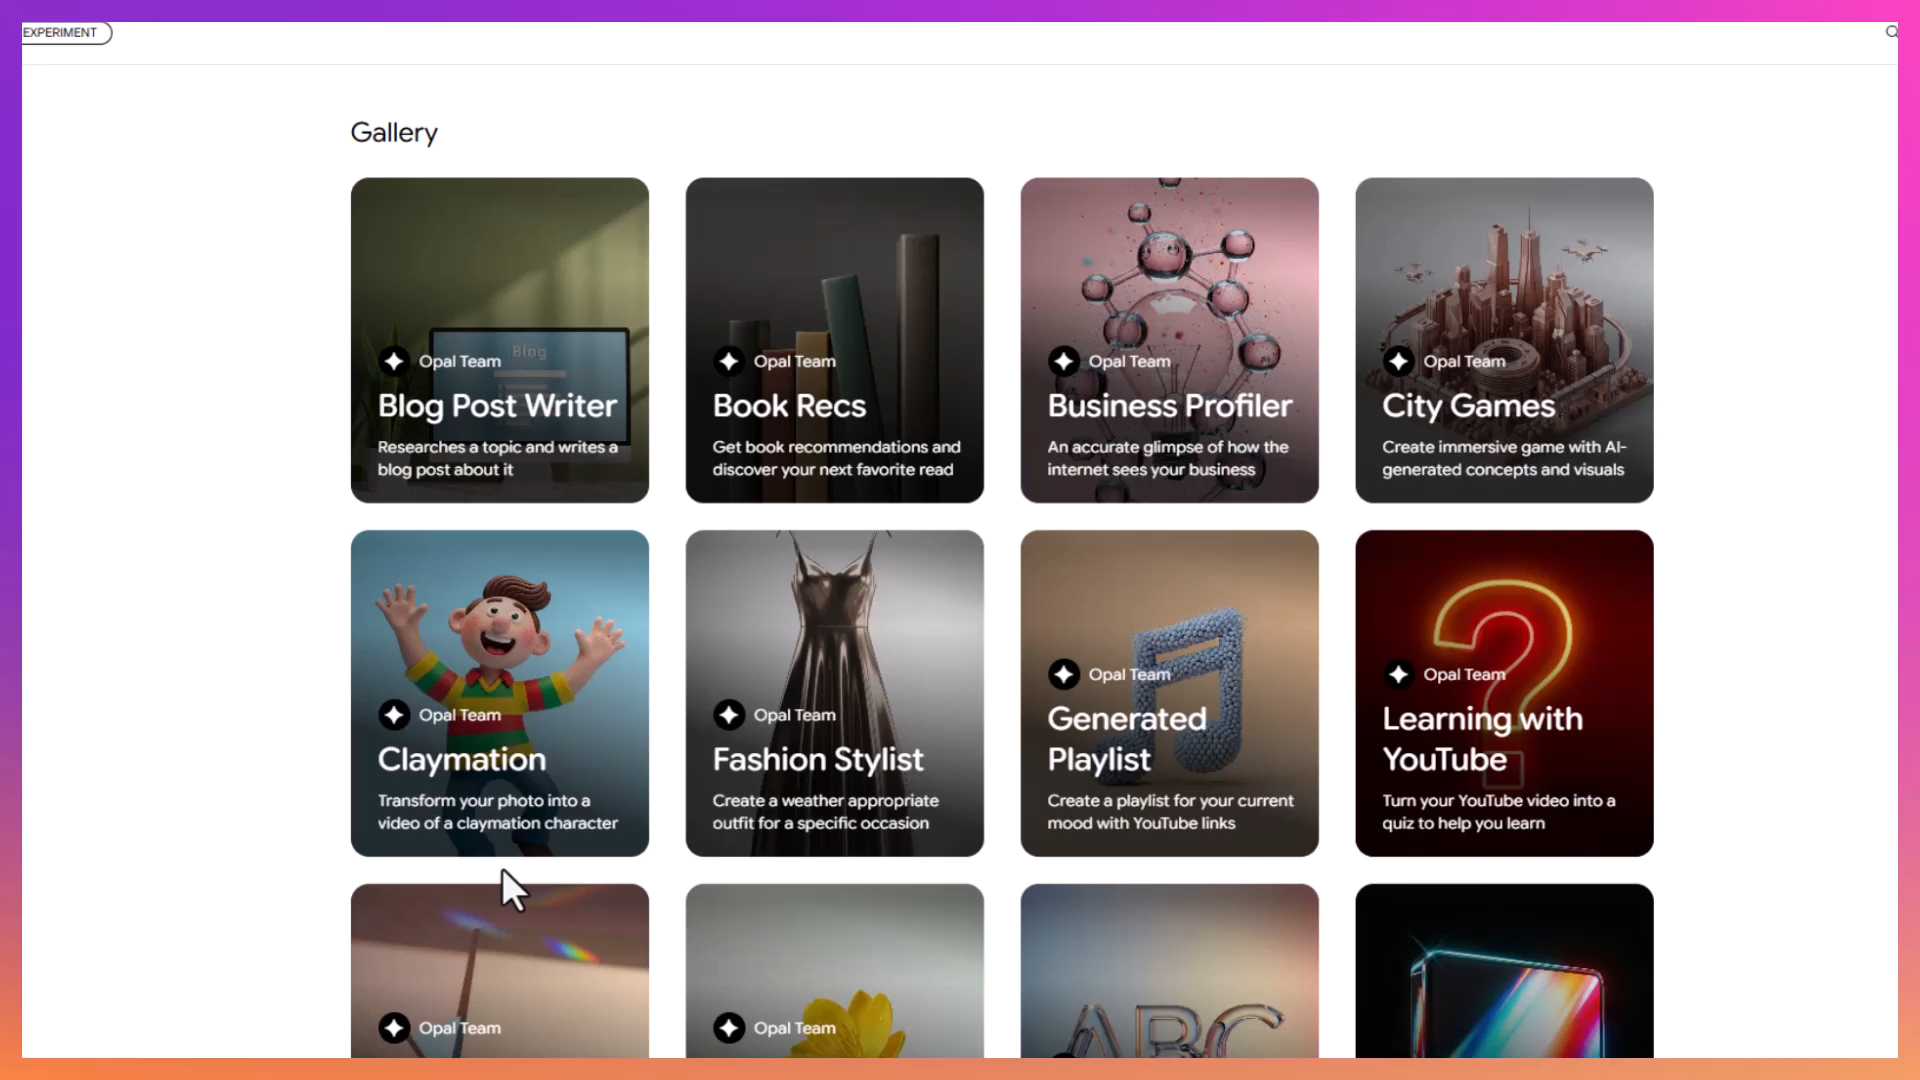 EXPERIMENT
Gallery
Blog
Opal Team
Blog Post Writer
Researches a topic and writes a
blog post about it
Opal Team
Book Recs
Get book recommendations and
discover your next favorite read
Opal Team
Business Profiler
An accurate glimpse of how the
internet sees your business
Opal Team
City Games
Create immersive game with AI-
generated concepts and visuals
Opal Team
Claymation
Transform your photo into a
video of a claymation character
Opal Team
Fashion Stylist
Create a weather appropriate
outfit for a specific occasion
Opal Team
Generated
Playlist
Create a playlist for your current
mood with YouTube links
?
Opal Team
Learning with
YouTube
Turn your YouTube video into a
quiz to help you learn
Opal Team
Opal Team
ABC